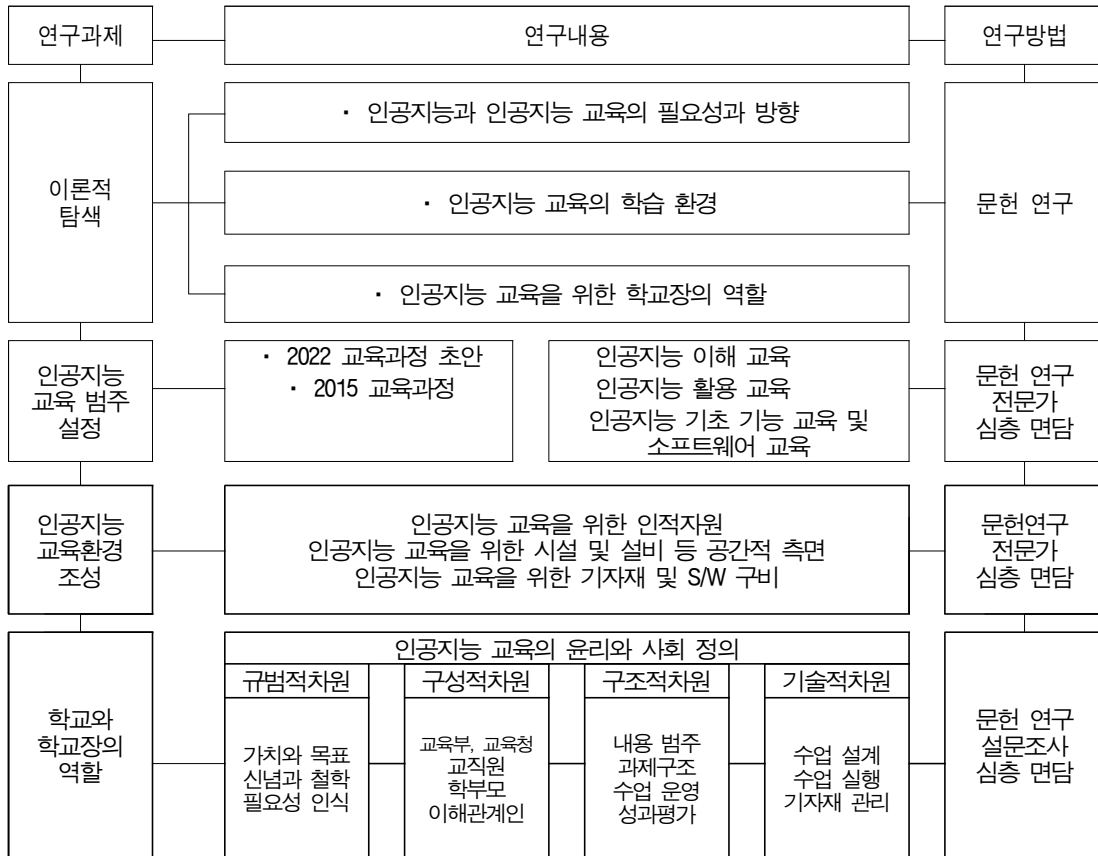 연구과제
연구내용
연구방법
이론적
탐색
· 인공지능과 인공지능 교육의 필요성과 방향
· 인공지능 교육의 학습 환경
· 인공지능 교육을 위한 학교장의 역할
문헌 연구
인공지능
교육 범주
설정
· 2022 교육과정 초안
· 2015 교육과정
인공지능 이해 교육
인공지능 활용 교육
인공지능 기초 기능 교육 및
소프트웨어 교육
문헌 연구
전문가
심층 면담
인공지능
교육환경
조성
인공지능 교육을 위한 인적자원
인공지능 교육을 위한 시설 및 설비 등 공간적 측면
인공지능 교육을 위한 기자재 및 S/W 구비
문헌연구
전문가
심층 면담
학교와
학교장의
역할
인공지능 교육의 윤리와 사회 정의
규범적차원
가치와 목표
신념과 철학
필요성 인식
구성적차원
교육부, 교육청
교직원
학부모
이해관계인
구조적차원
내용 범주
과제구조
수업 운영
성과평가
기술적차원
수업 설계
수업 실행
기자재 관리
문헌 연구
설문조사
심층 면담